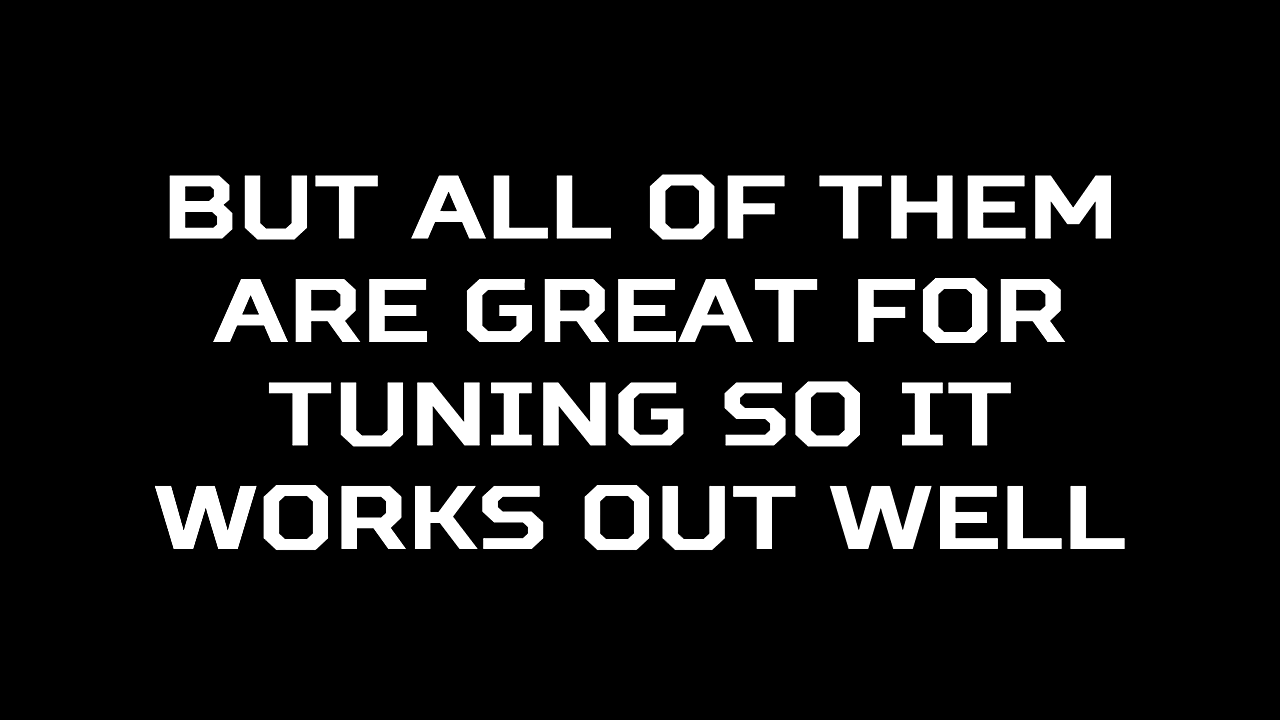 BUT ALL OF THEM
ARE GREAT FOR
TUNING SO IT
WORKS OUT WELL